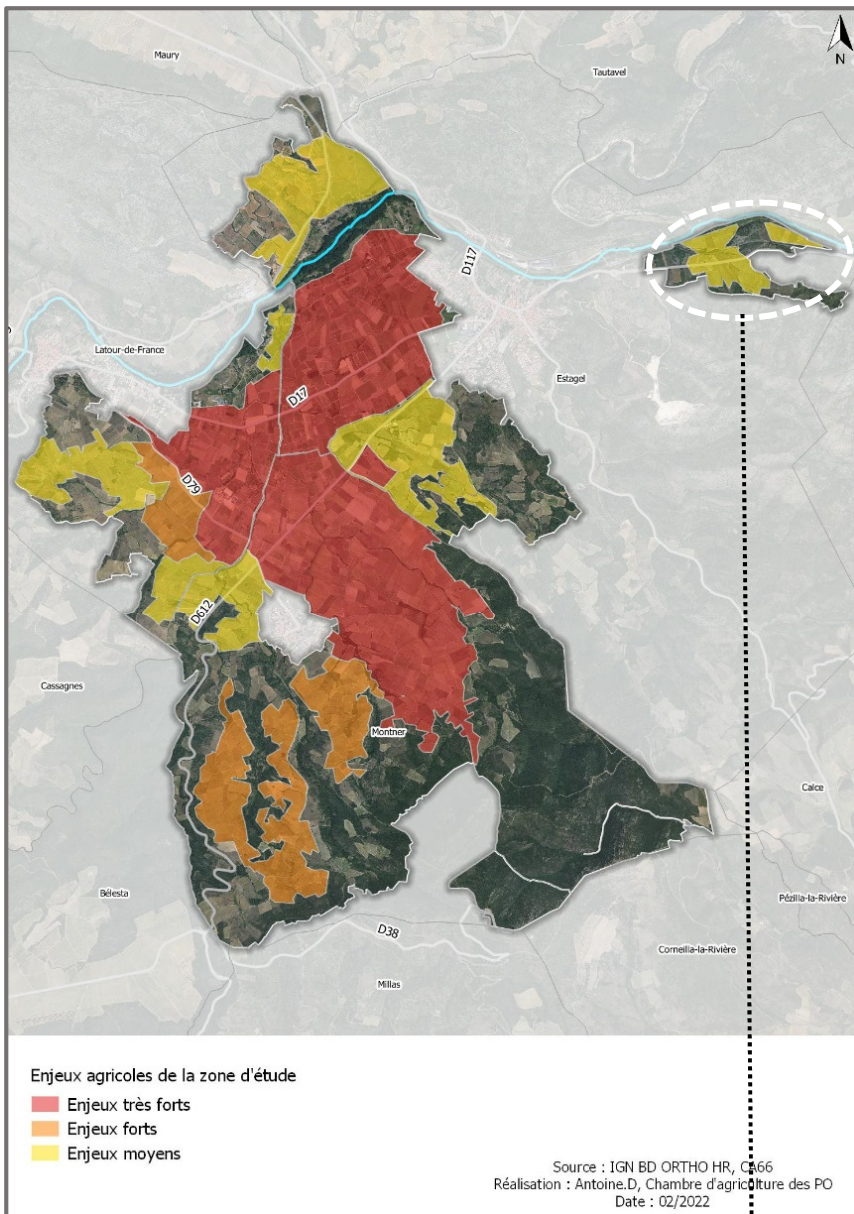 Maury
Tautavel
N
D117
Latour-de-France
Estagel
D17
D79
D612
Cassagnes
Montner
Calce
Bélesta
Pézilla-la-Rivière
D38
Corneilla-la-Rivière
Millas
Enjeux agricoles de la zone d'étude
Enjeux très forts
Enjeux forts
Enjeux moyens
Source : IGN BD ORTHO HR, CA66
Réalisation : Antoine.D, Chambre d'agriculture des PO
Date : 02/2022